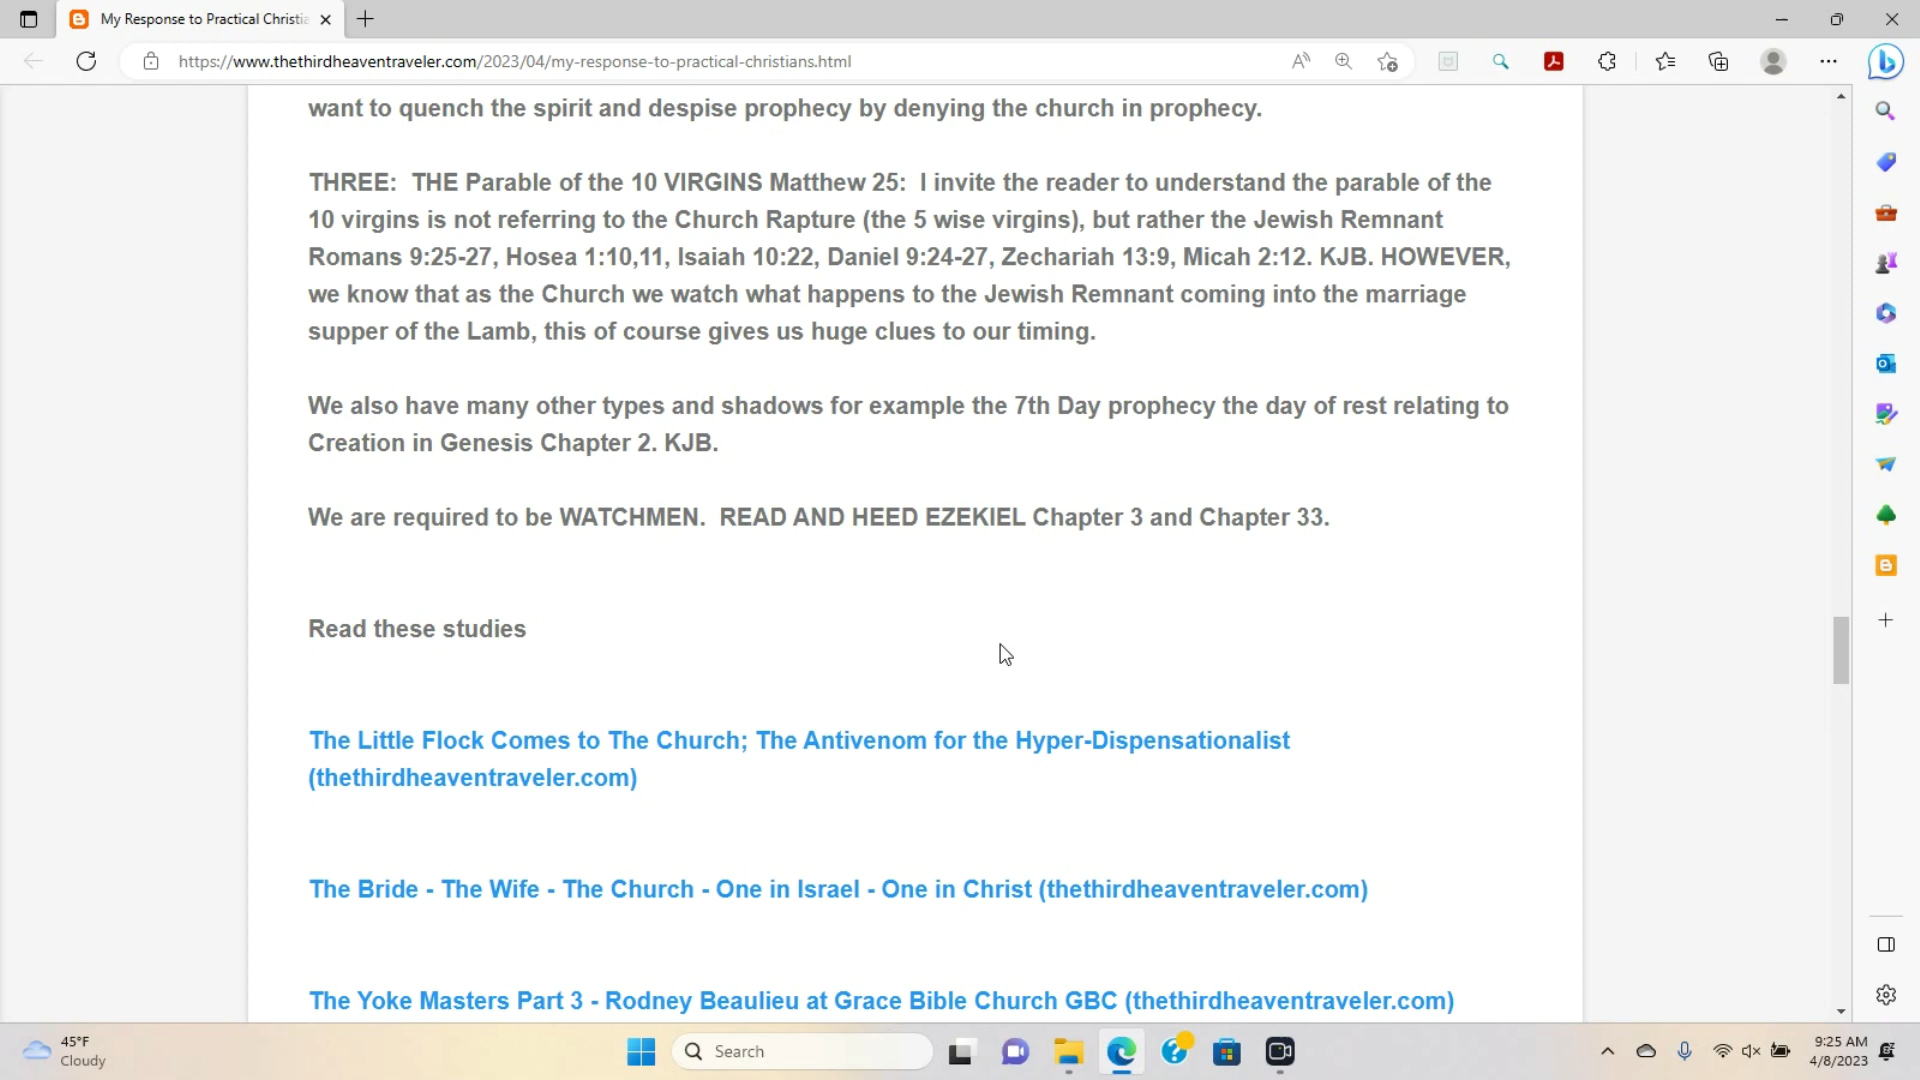 My Response to Practical Christia
https://www.thethirdheaventraveler.com/2023/04/my-response-to-practical-christians.html
want to quench the spirit and despise prophecy by denying the church in prophecy.
THREE:  THE Parable of the 10 VIRGINS Matthew 25:  I invite the reader to understand the parable of the
10 virgins is not referring to the Church Rapture (the 5 wise virgins), but rather the Jewish Remnant
Romans 9:25-27, Hosea 1:10,11, Isaiah 10:22, Daniel 9:24-27, Zechariah 13:9, Micah 2:12. KJB. HOWEVER,
we know that as the Church we watch what happens to the Jewish Remnant coming into the marriage
supper of the Lamb, this of course gives us huge clues to our timing.
We also have many other types and shadows for example the 7th Day prophecy the day of rest relating to
Creation in Genesis Chapter 2. KJB.
We are required to be WATCHMEN.  READ AND HEED EZEKIEL Chapter 3 and Chapter 33.
Read these studies
The Little Flock Comes to The Church; The Antivenom for the Hyper-Dispensationalist
(thethirdheaventraveler.com)
The Bride - The Wife - The Church - One in Israel - One in Christ (thethirdheaventraveler.com)
The Yoke Masters Part 3 - Rodney Beaulieu at Grace Bible Church GBC (thethirdheaventraveler.com)
45°F
Cloudy
Search
9:25 AM
4/8/2023